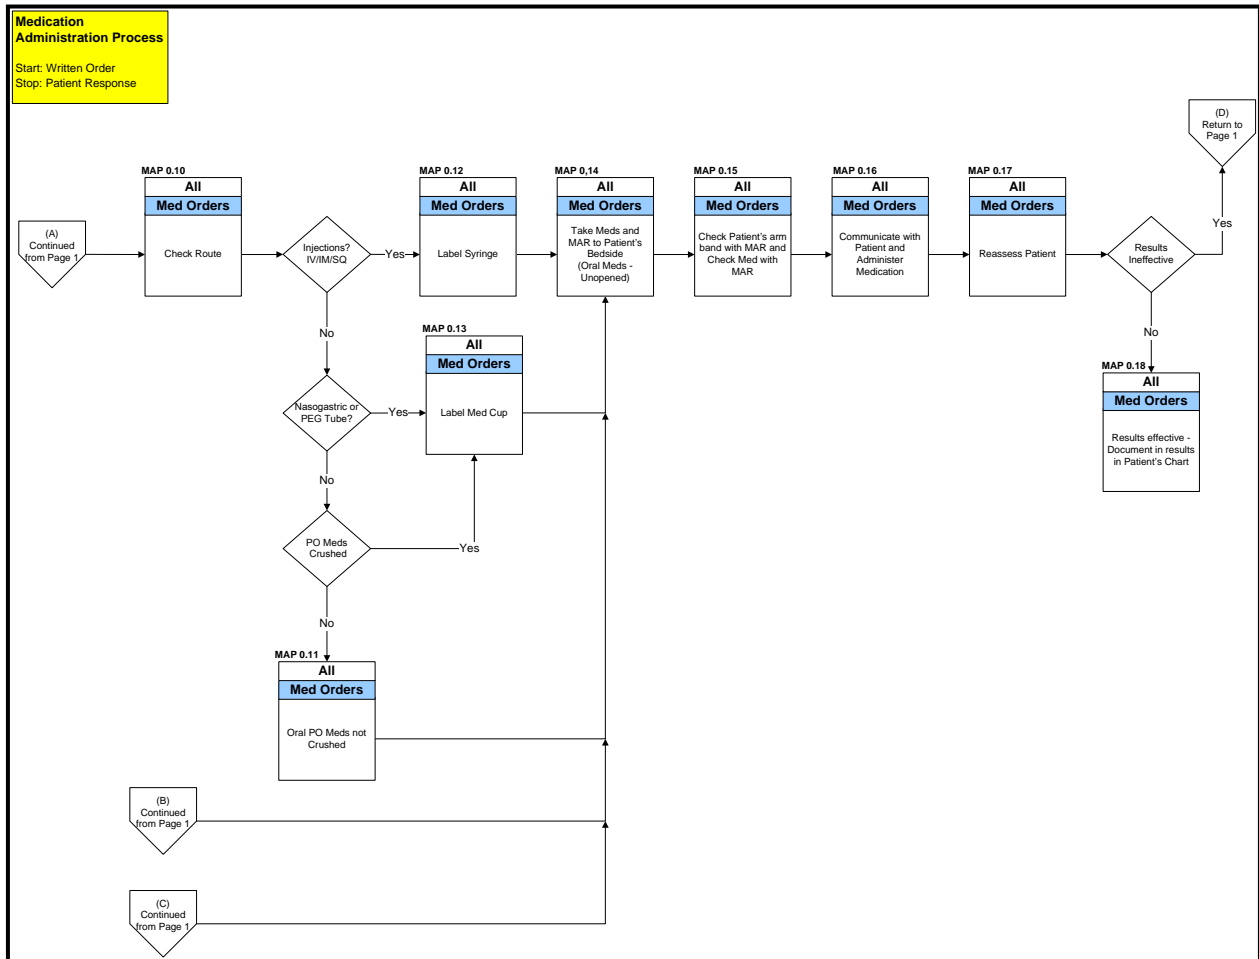 Medication
Administration Process
Start: Written Order
Stop: Patient Response
(D)
Return to
Page 1
MAP 0.10
All
Med Orders
Check Route
MAP 0.12
All
Med Orders
Label Syringe
MAP 0,14
All
Med Orders
Take Meds and
MAR to Patient's
Bedside
(Oral Meds -
Unopened)
MAP 0.15
All
Med Orders
Check Patient's arm
band with MAR and
Check Med with
MAR
MAP 0.16
All
Med Orders
Communicate with
Patient and
Administer
Medication
MAP 0.17
All
Med Orders
Reassess Patient
(A)
Continued
from Page 1
Injections?
IV/IM/SQ
Yes
Results
Ineffective
Yes
No
No
MAP 0.13
All
Med Orders
Label Med Cup
MAP 0.18
All
Med Orders
Results effective -
Document in results
in Patient's Chart
Nasogastric or
PEG Tube?
Yes
No
PO Meds
Crushed
Yes
No
MAP 0.11
All
Med Orders
Oral PO Meds not
Crushed
(B)
Continued
from Page 1
(C)
Continued
from Page 1